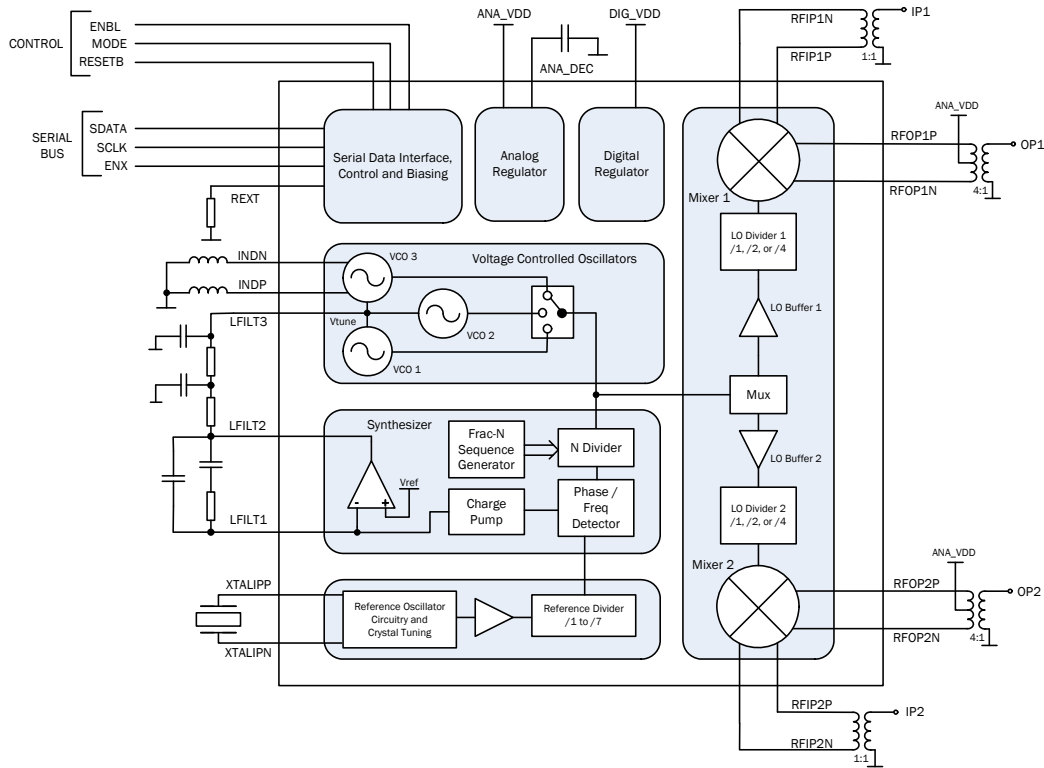 ENBL
CONTROL
MODE
RESETB
ANA_VDD
DIG_VDD
ANA_DEC
RFIP1N
IP1
RFIP1P
1:1
SERIAL
BUS
SDATA
SCLK
ENX
REXT
Serial Data Interface,
Control and Biasing
Analog
Regulator
Digital
Regulator
Mixer 1
ANA_VDD
RFOP1P
OP1
RFOP1N
4:1
LO Divider 1
/1, /2, or /4
LO Buffer 1
INDN
INDP
LFILT3
VCO 3
Voltage Controlled Oscillators
Vtune
VCO 2
VCO 1
Mux
LO Buffer 2
LFILT2
Synthesizer
Frac-N
Sequence
Generator
N Divider
Vref
-
+
Charge
Pump
Phase /
Freq
Detector
LFILT1
LO Divider 2
/1, /2, or /4
Mixer 2
ANA_VDD
RFOP2P
OP2
RFOP2N
4:1
XTALIPP
XTALIPN
Reference Oscillator
Circuitry and
Crystal Tuning
Reference Divider
/1 to /7
RFIP2P
IP2
RFIP2N
1:1